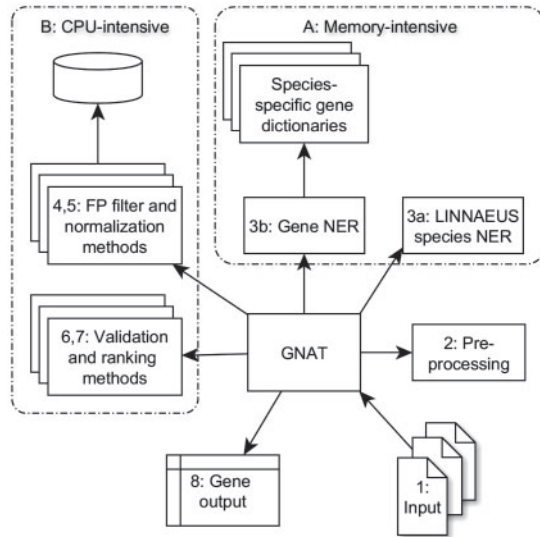 B: CPU-intensive
A: Memory-intensive
Species-
specific gene
dictionaries
4,5: FP filter and
normalization
methods
3b: Gene NER
3a: LINNAEUS
species NER
6,7: Validation
and ranking
methods
GNAT
2: Pre-
processing
8: Gene
output
1:
Input